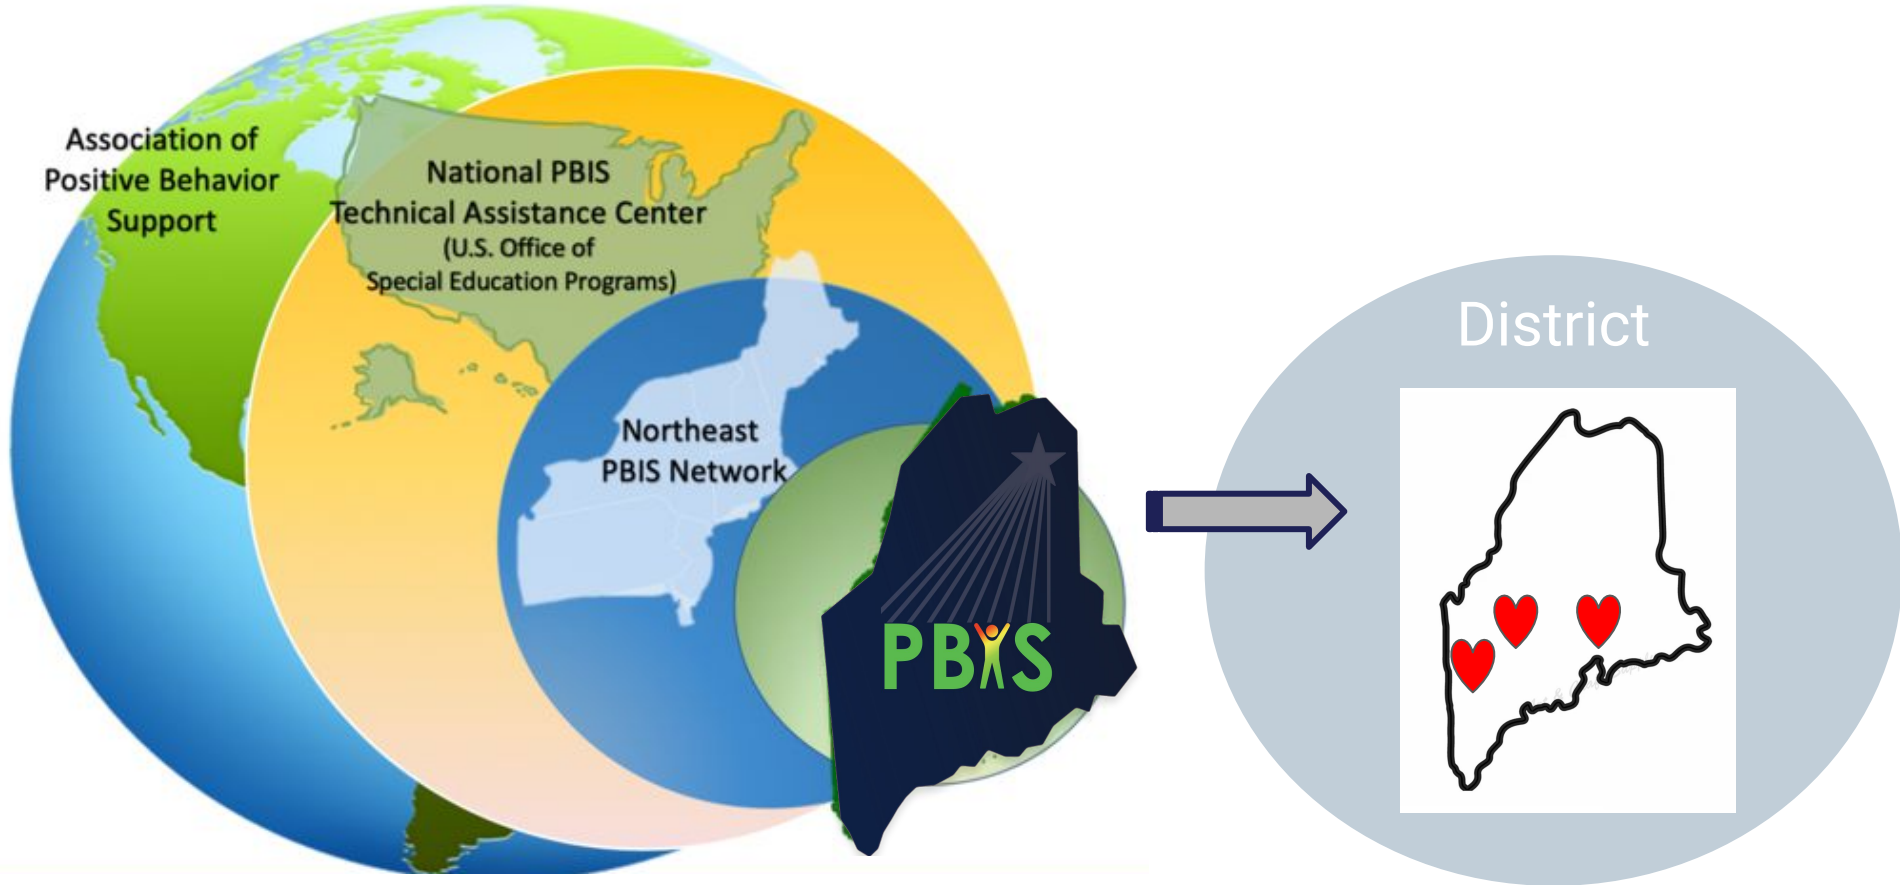 Association of
Positive Behavior
Support
National PBIS
Technical Assistance Center
(U.S. Office of
Special Education Programs)
Northeast
PBIS Network
PBIS
District